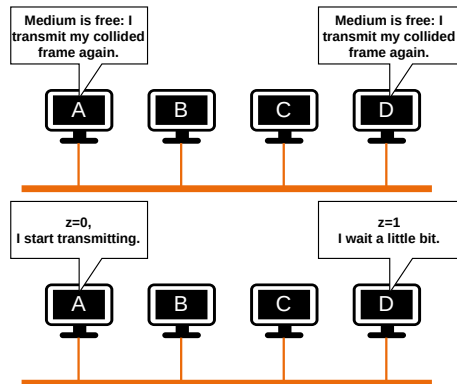 Medium is free: I
transmit my collided
frame again.
Medium is free: I
transmit my collided
frame again.
A
B
C
D
z=0,
I start transmitting.
z=1
I wait a little bit.
A
B
C
D